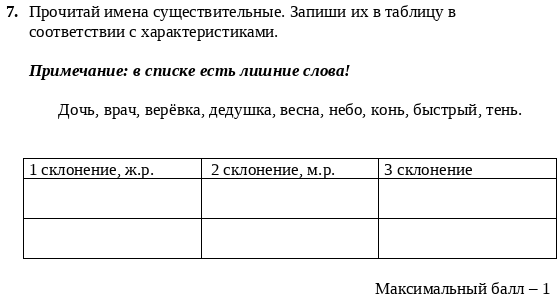 7. Прочитай имена существительные. Запиши их в таблицу в
соответствии с характеристиками.
Примечание: в списке есть лишние слова!
Дочь, врач, верёвка, дедушка, весна, небо, конь, быстрый, тень.
1 склонение, ж.р. 2 склонение, м.р. 3 склонение
Максимальный балл – 1